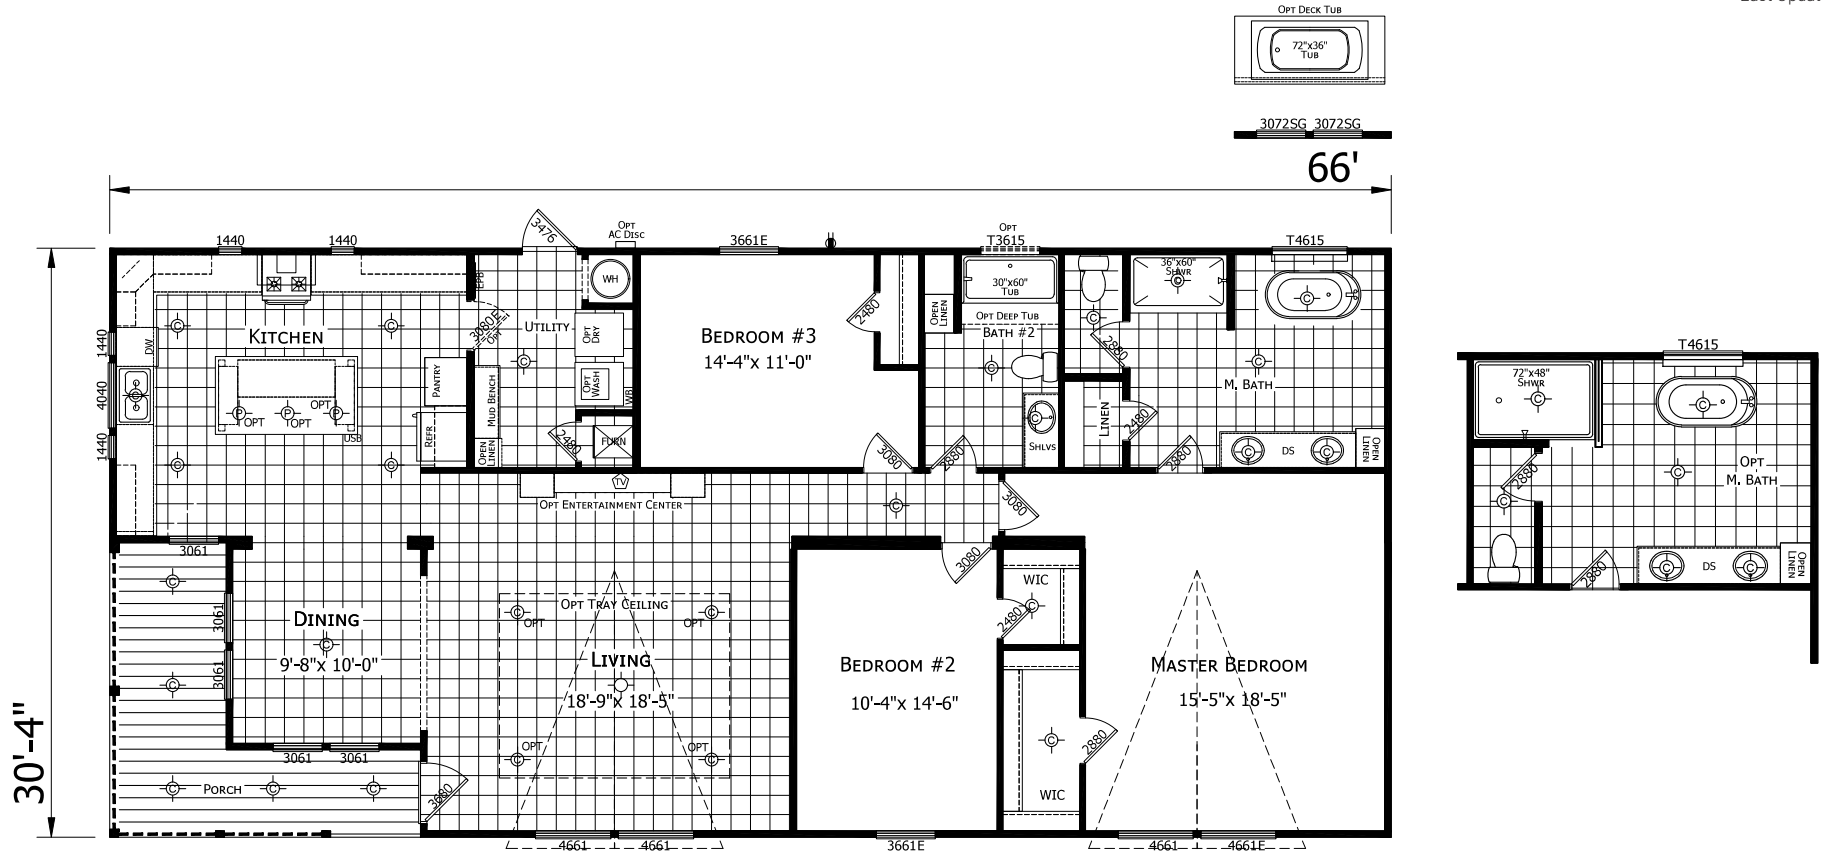 OPT DECK TUB
72"x36"
TUB
3072SG 3072SG
66'
30'-4"
1440
1440
3476
OPT
AC DISC
3661E
OPT
T3615
T4615
1440
4040
1440
DW
KITCHEN
OPT
OPT
OPT
USB
PANTRY
REFR
EPB
3080E
OPT
UTILITY
MUD BENCH
OPEN
LINEN
WH
OPT
DRY
OPT
WASH
WB
2480
FURN
BEDROOM #3
14'-4"x 11'-0"
2480
3080
OPEN
LINEN
30"x60"
TUB
OPT DEEP TUB
BATH #2
SHLVS
2880
36"x60"
SHWR
2880
LINEN
2480
M. BATH
2880
DS
OPEN
LINEN
TV
OPT ENTERTAINMENT CENTER
3080
3061
3061
3061
DINING
9'-8"x 10'-0"
3061
3061
PORCH
3680
OPT TRAY CEILING
OPT
OPT
LIVING
18'-9"x 18'-5"
OPT
OPT
4661
4661
3080
BEDROOM #2
10'-4"x 14'-6"
3661E
WIC
2480
WIC
2880
MASTER BEDROOM
15'-5"x 18'-5"
4661
4661E
T4615
72"x48"
SHWR
2880
OPT
M. BATH
2880
DS
OPEN
LINEN